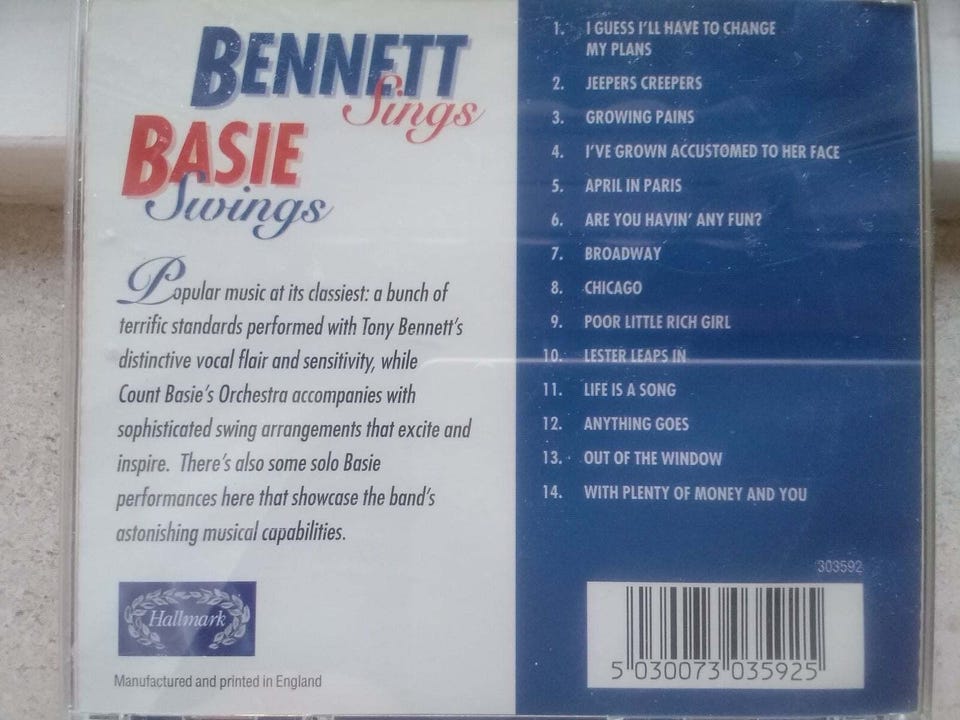 BENNETT
Sings
BASIE
Swings
Popular music at its classiest: a bunch of
terrific standards performed with Tony Bennett's
distinctive vocal flair and sensitivity, while
Count Basie's Orchestra accompanies with
sophisticated swing arrangements that excite and
inspire. There's also some solo Basie
performances here that showcase the band's
astonishing musical capabilities.
Hallmark
Manufactured and printed in England
1. I GUESS I'LL HAVE TO CHANGE
MY PLANS
2. JEEPERS CREEPERS
3. GROWING PAINS
4. I'VE GROWN ACCUSTOMED TO HER FACE
5. APRIL IN PARIS
6. ARE YOU HAVIN' ANY FUN?
7. BROADWAY
8. CHICAGO
9. POOR LITTLE RICH GIRL
10. LESTER LEAPS IN
11. LIFE IS A SONG
12. ANYTHING GOES
13. OUT OF THE WINDOW
14. WITH PLENTY OF MONEY AND YOU
303592
5 030073 035925